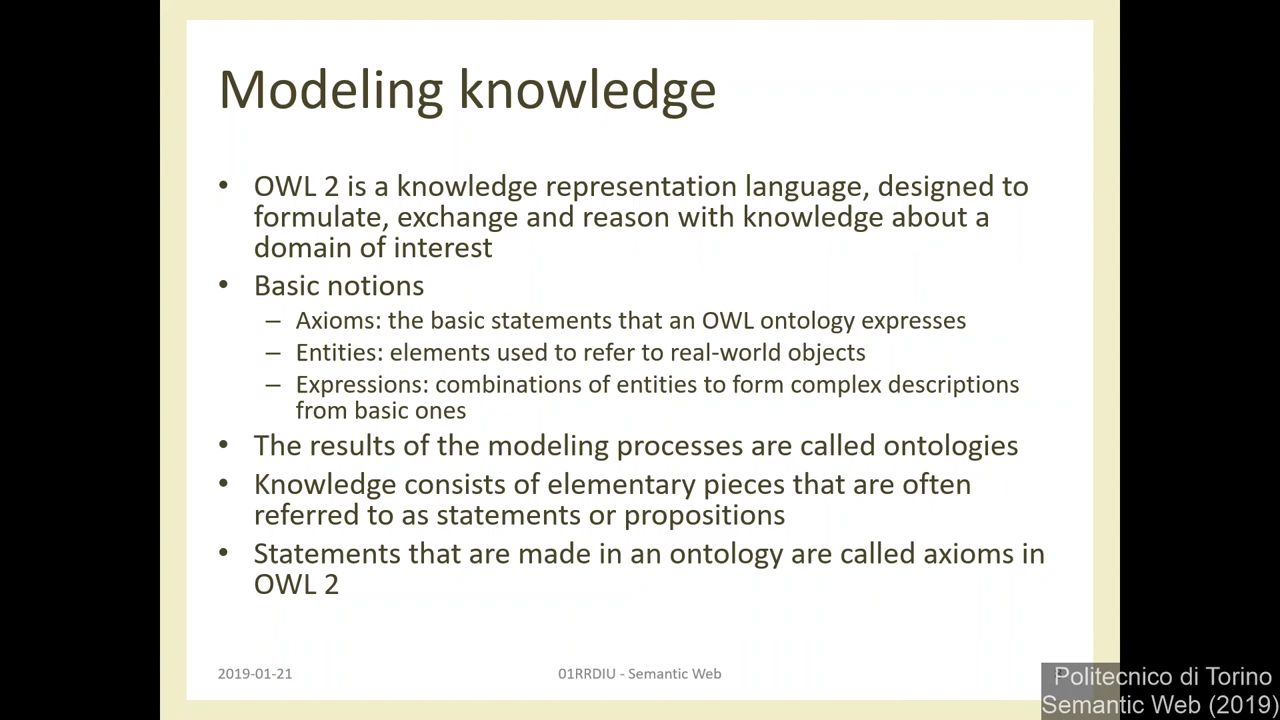 Modeling knowledge
• OWL 2 is a knowledge representation language, designed to
formulate, exchange and reason with knowledge about a
domain of interest
• Basic notions
– Axioms: the basic statements that an OWL ontology expresses
– Entities: elements used to refer to real-world objects
– Expressions: combinations of entities to form complex descriptions
from basic ones
• The results of the modeling processes are called ontologies
• Knowledge consists of elementary pieces that are often
referred to as statements or propositions
• Statements that are made in an ontology are called axioms in
OWL 2
2019-01-21
01RRDIU - Semantic Web
Politecnico di Torino
Semantic Web (2019)